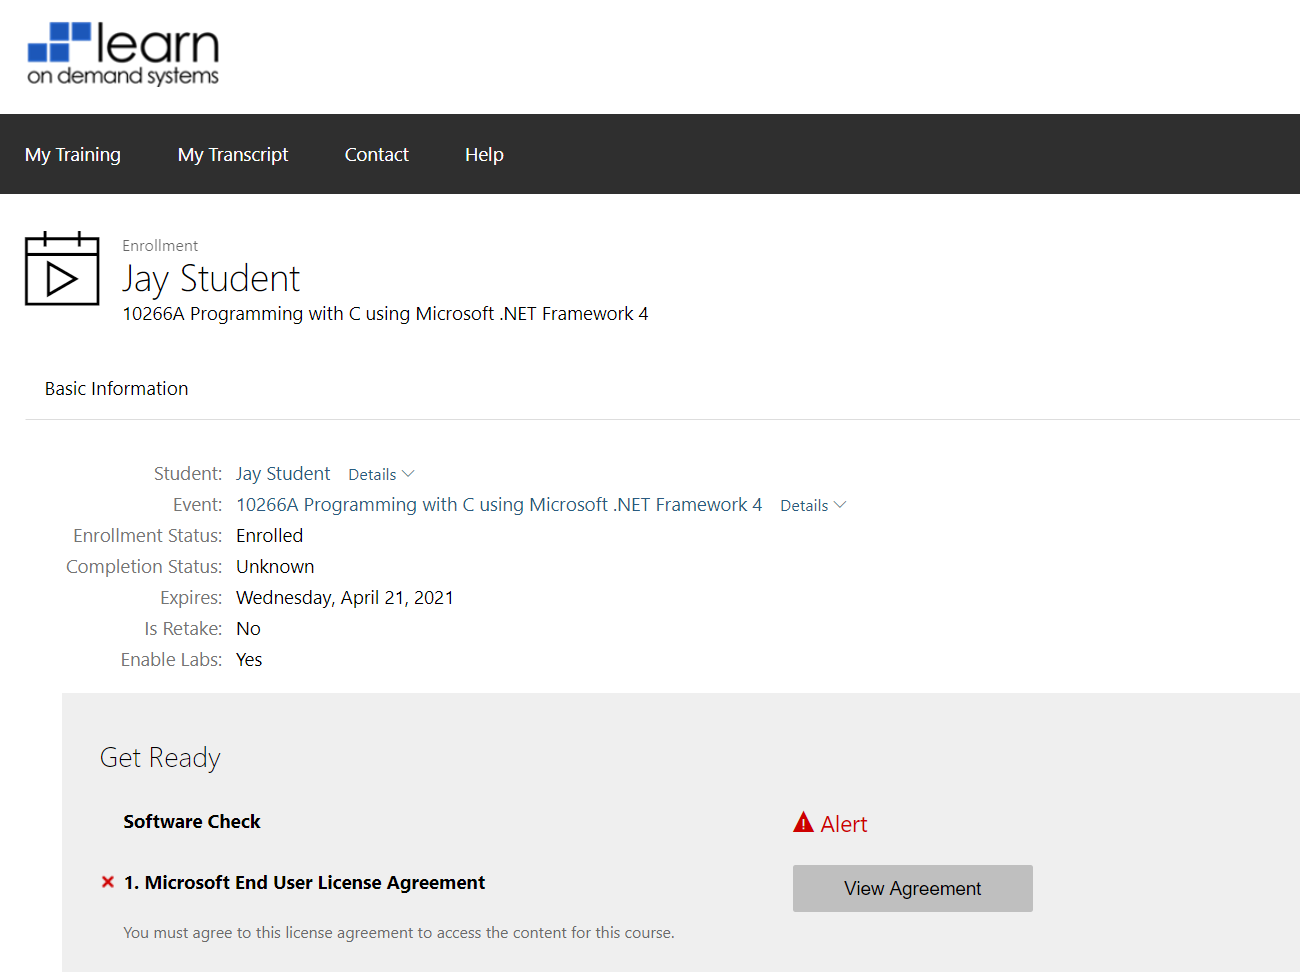 learn
on demand systems
My Training My Transcript Contact Help
Enrollment
Jay Student
10266A Programming with C using Microsoft .NET Framework 4
Basic Information
Student: Jay Student Details
Event: 10266A Programming with C using Microsoft .NET Framework 4 Details
Enrollment Status: Enrolled
Completion Status: Unknown
Expires: Wednesday, April 21, 2021
Is Retake: No
Enable Labs: Yes
Get Ready
Software Check Alert
1. Microsoft End User License Agreement View Agreement
You must agree to this license agreement to access the content for this course.